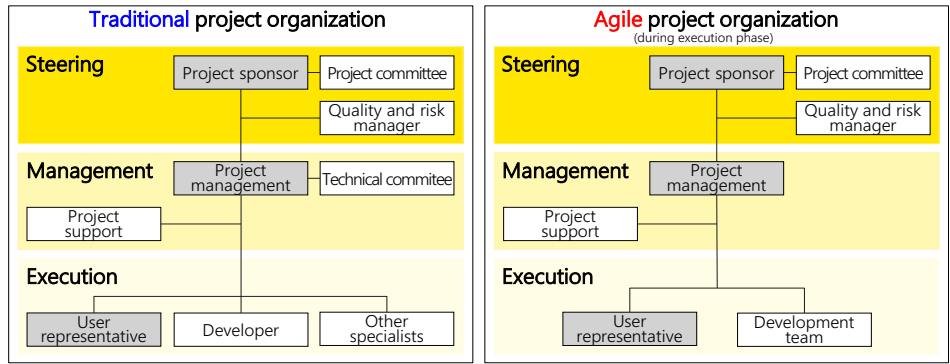 Traditional project organization
Steering
Project sponsor
Project committee
Quality and risk
manager
Management
Project
management
Technical commitee
Project
support
Execution
User
representative
Developer
Other
specialists
Agile project organization
(during execution phase)
Steering
Project sponsor
Project committee
Quality and risk
manager
Management
Project
management
Project
support
Execution
User
representative
Development
team